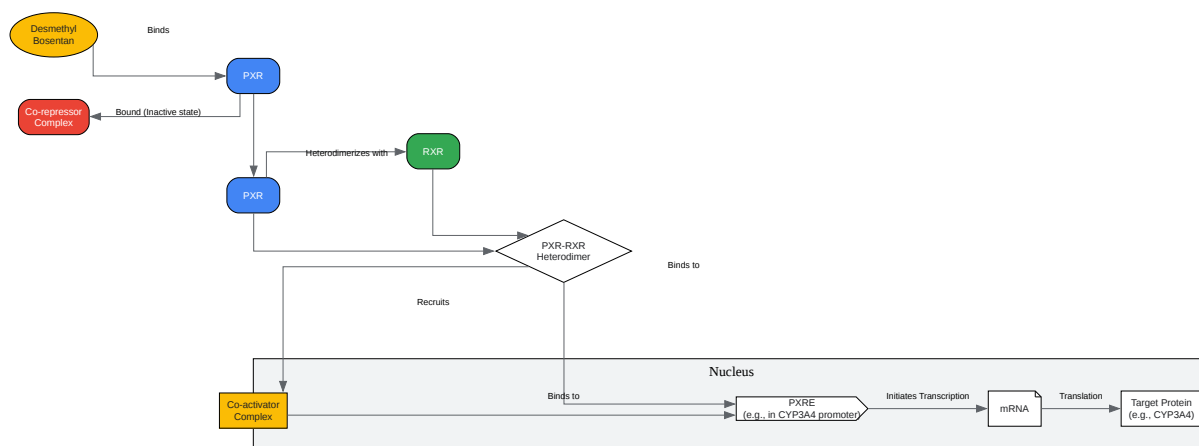 Desmethyl
Bosentan
Binds
PXR
Co-repressor
Complex
Bound (Inactive state)
Heterodimerizes with
RXR
PXR
PXR-RXR
Heterodimer
Binds to
Recruits
Nucleus
Co-activator
Complex
Binds to
PXRE
(e.g., in CYP3A4 promoter)
Initiates Transcription
mRNA
Translation
Target Protein
(e.g., CYP3A4)